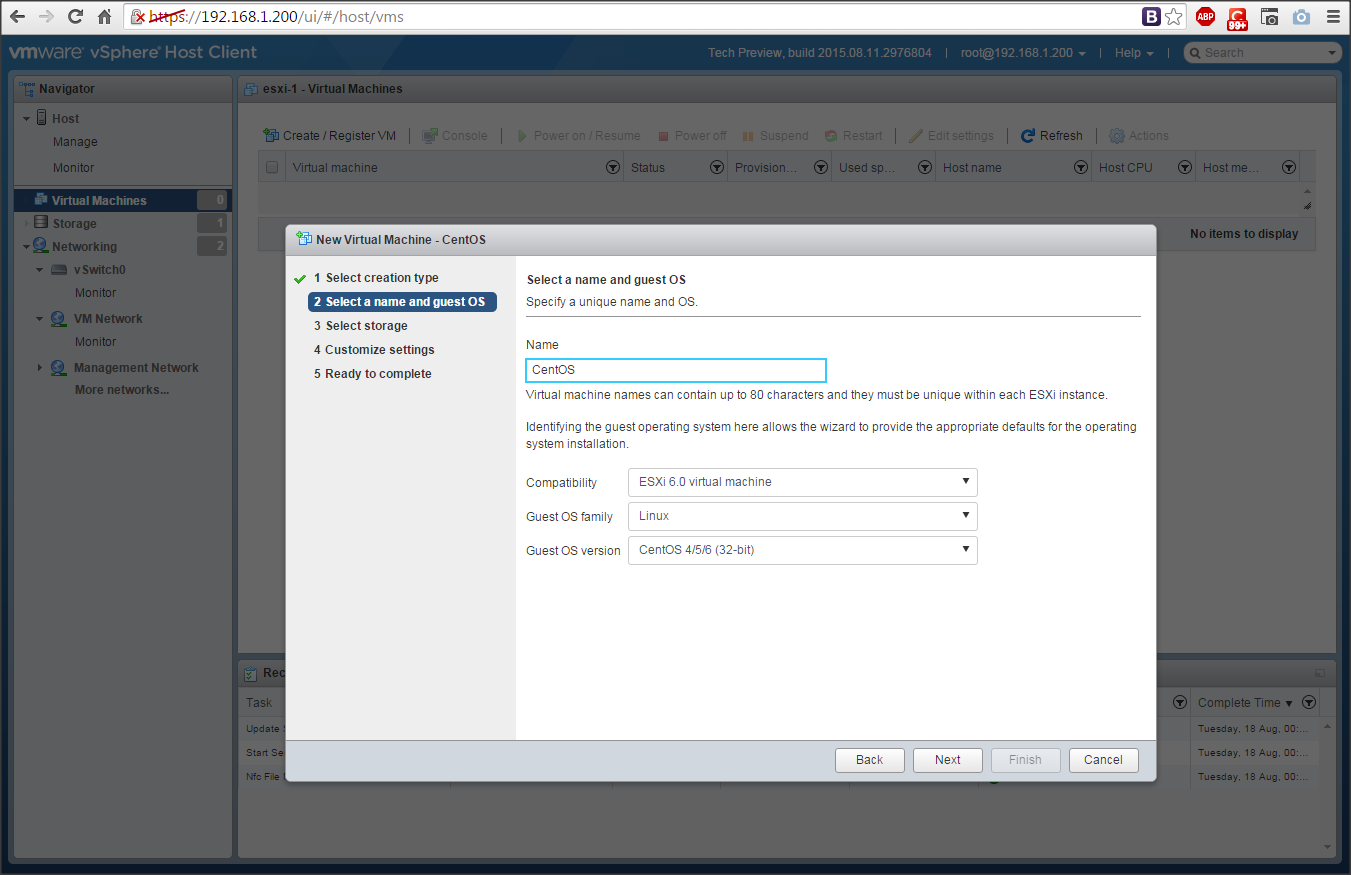 https://192.168.1.200/ui/#/host/vms
B
ABP
99+
vmware vSphere Host Client
Tech Preview, build 2015.08.11.2976804 | root@192.168.1.200 | Help | Search
Navigator
Host
Manage
Monitor
Virtual Machines 0
Storage 1
Networking 2
vSwitch0
Monitor
VM Network
Monitor
Management Network
More networks...
esxi-1 - Virtual Machines
Create / Register VM | Console | Power on / Resume Power off Suspend Restart | Edit settings | Refresh | Actions
Virtual machine Status Provision... Used sp... Host name Host CPU Host me...
No items to display
New Virtual Machine - CentOS
1 Select creation type
2 Select a name and guest OS
3 Select storage
4 Customize settings
5 Ready to complete
Select a name and guest OS
Specify a unique name and OS.
Name
CentOS
Virtual machine names can contain up to 80 characters and they must be unique within each ESXi instance.
Identifying the guest operating system here allows the wizard to provide the appropriate defaults for the operating
system installation.
Compatibility ESXi 6.0 virtual machine
Guest OS family Linux
Guest OS version CentOS 4/5/6 (32-bit)
Back Next Finish Cancel
Rec
Task Complete Time
Update Tuesday, 18 Aug, 00:...
Start Se Tuesday, 18 Aug, 00:...
Nfc File Tuesday, 18 Aug, 00:...